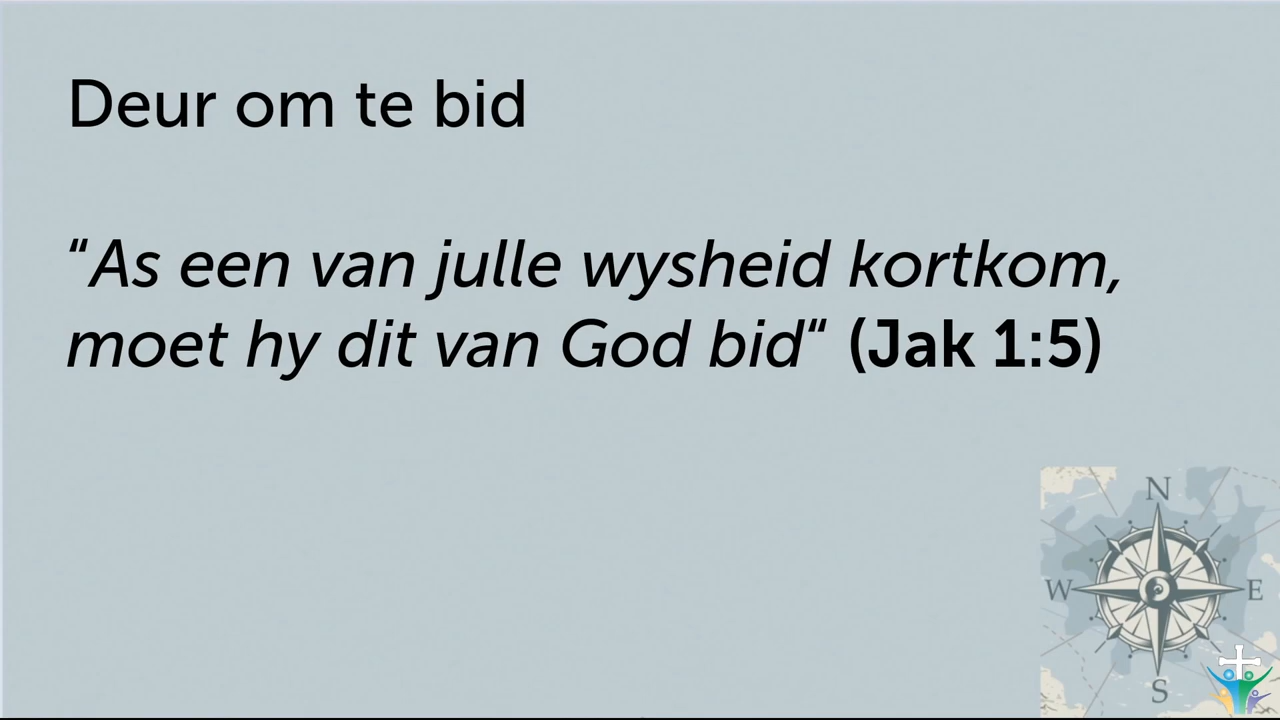 Deur om te bid
“As een van julle wysheid kortkom,
moet hy dit van God bid“ (Jak 1:5)
N
W E
S